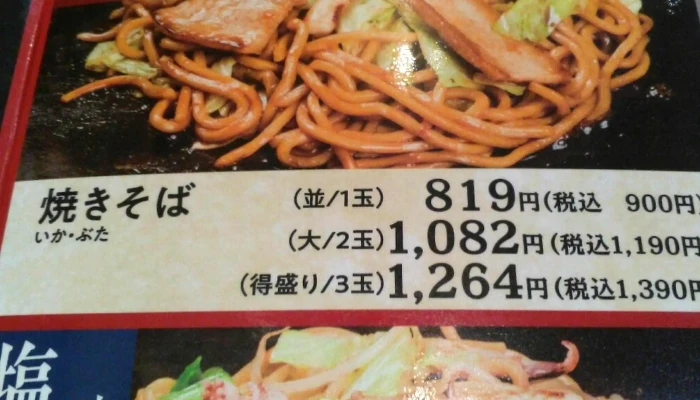 焼きそば
いか・ぶた
(並/1玉) 819円(税込 900円)
(大/2玉) 1,082円(税込1,190円
(得盛り/3玉) 1,264円(税込1,390円
塩